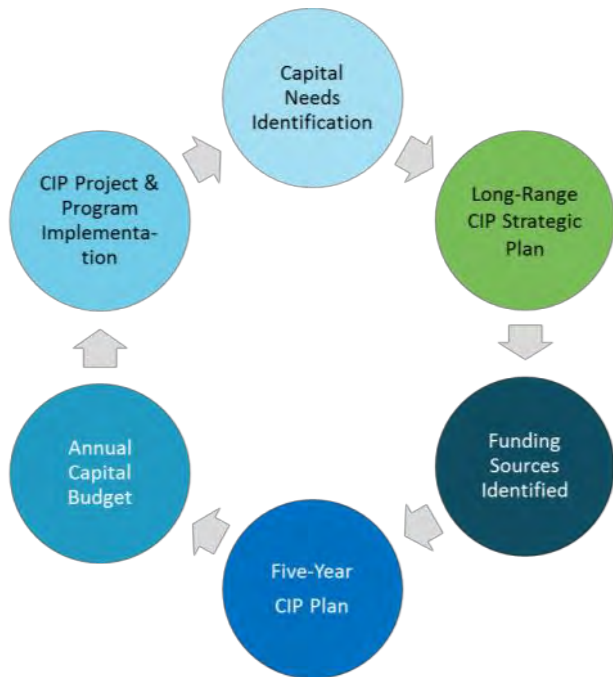 Capital
Needs
Identification
Long-Range
CIP Strategic
Plan
Funding
Sources
Identified
Five-Year
CIP Plan
Annual
Capital
Budget
CIP Project &
Program
Implementa-
tion